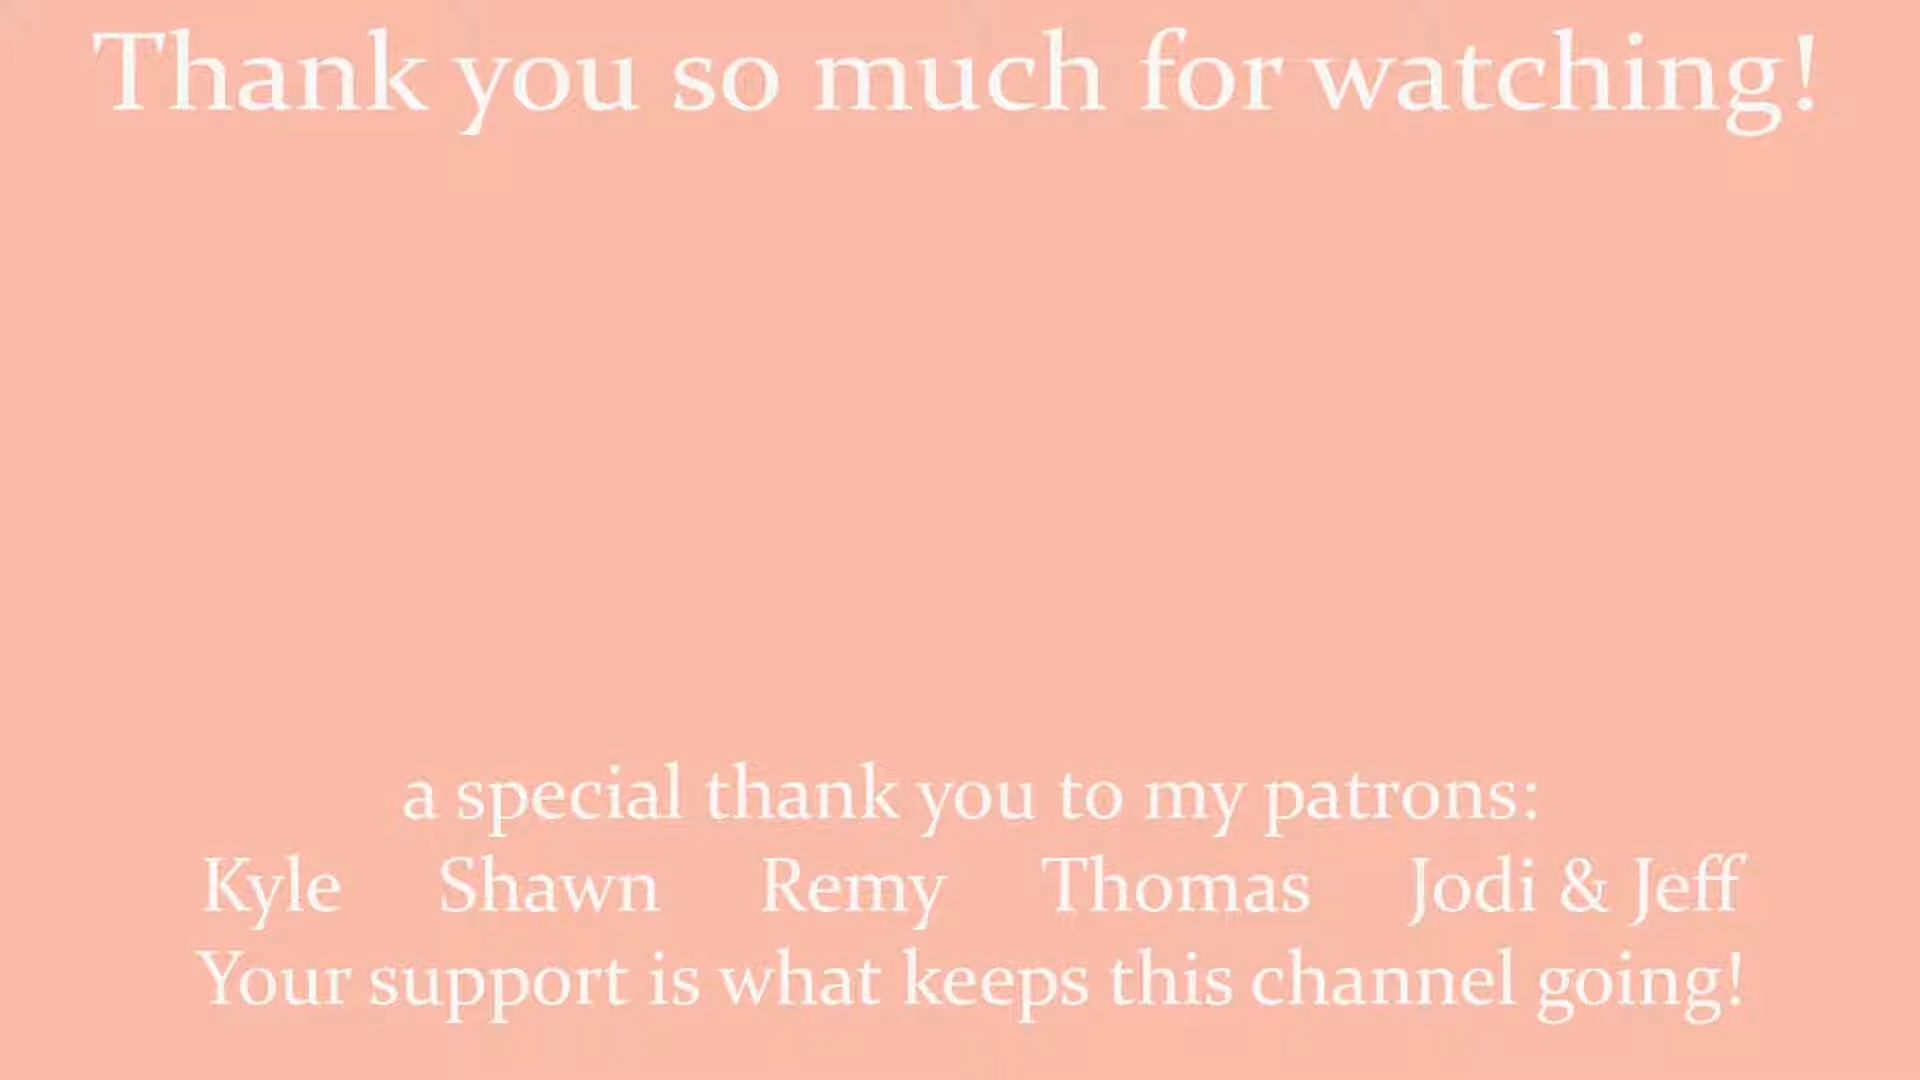 Thank you so much for watching!
a special thank you to my patrons:
Kyle Shawn Remy Thomas Jodi & Jeff
Your support is what keeps this channel going!